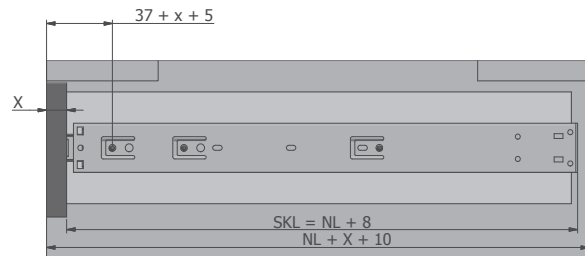 37 + x + 5
X
SKL = NL + 8
NL + X + 10